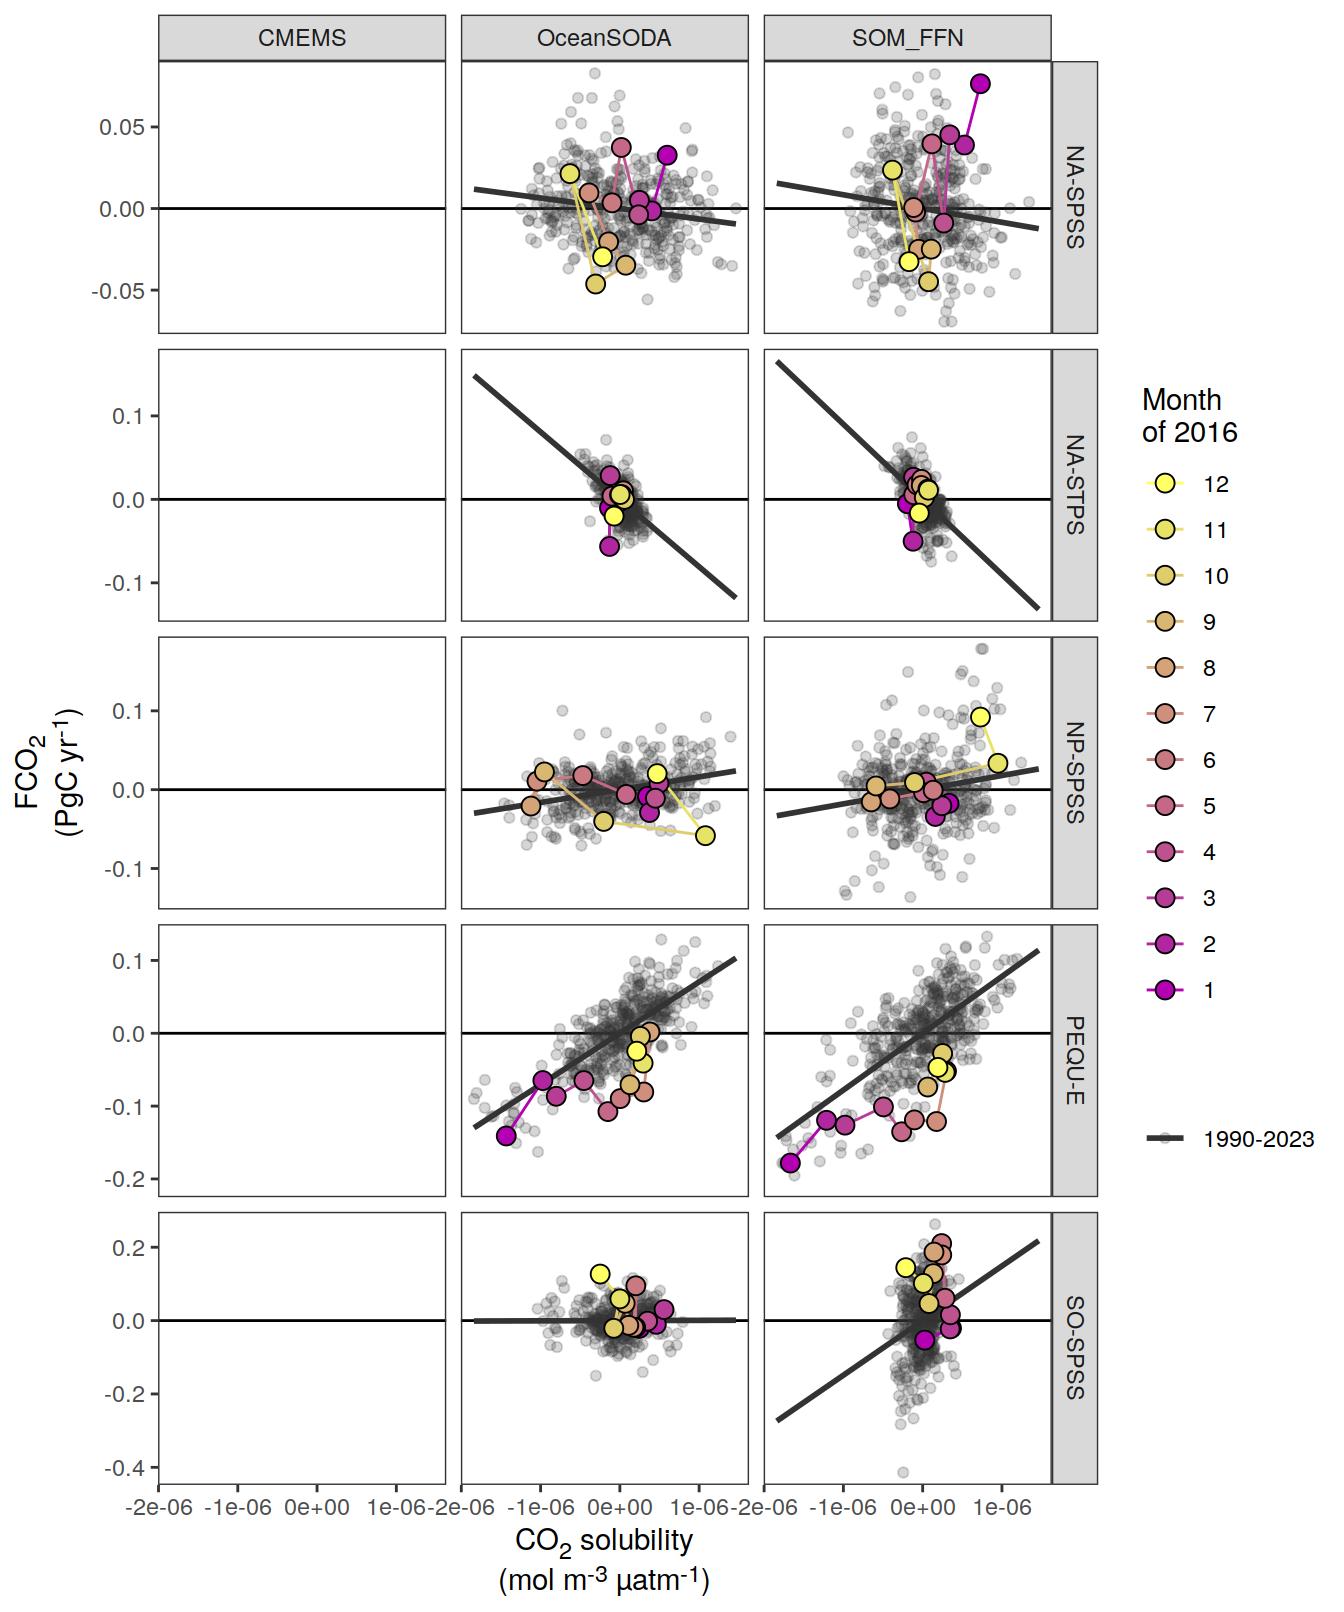 CMEMS OceanSODA SOM_FFN
0.05
0.00
-0.05
NA-SPSS
0.1
0.0
-0.1
NA-STPS
0.1
0.0
-0.1
NP-SPSS
0.1
0.0
-0.1
-0.2
PEQU-E
0.2
0.0
-0.2
-0.4
SO-SPSS
-2e-06 -1e-06 0e+00 1e-06 -2e-06 -1e-06 0e+00 1e-06 -2e-06 -1e-06 0e+00 1e-06
CO₂ solubility
(mol m⁻³ µatm⁻¹)
FCO₂
(PgC yr⁻¹)
Month
of 2016
12
11
10
9
8
7
6
5
4
3
2
1
1990-2023